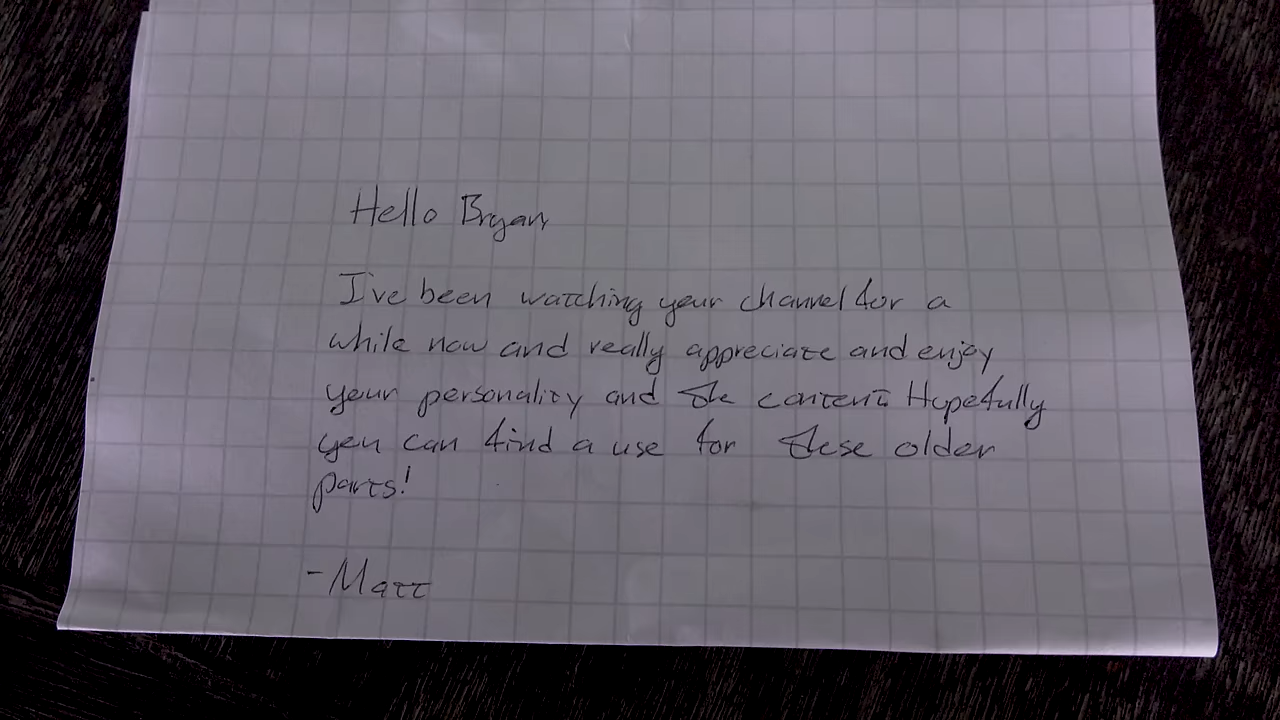 Hello Bryan,
I've been watching your channel for a
while now and really appreciate and enjoy
your personality and the content Hopefully
you can find a use for these older
parts!
-Matt